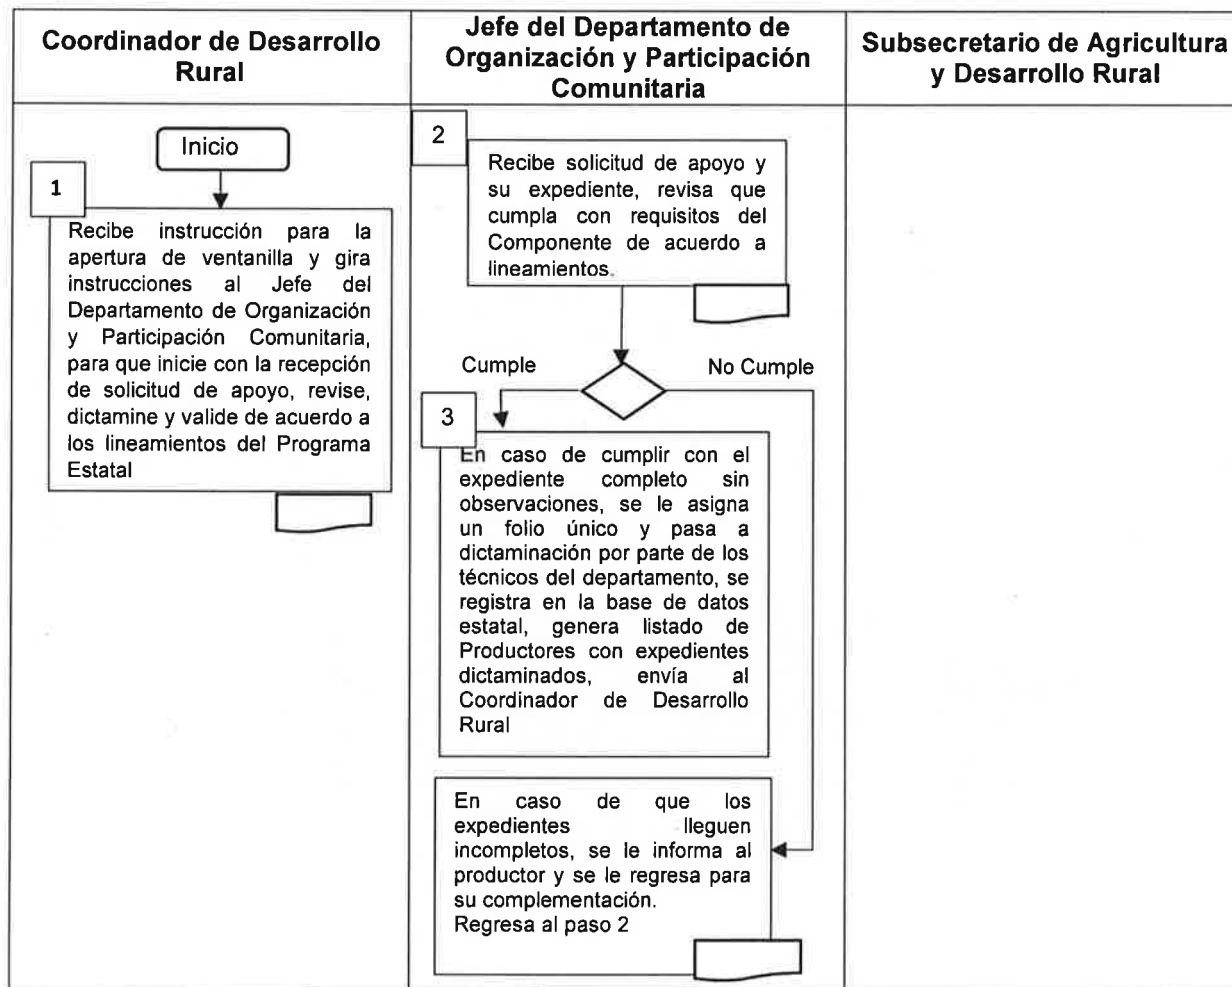 Coordinador de Desarrollo
Rural
Jefe del Departamento de
Organización y Participación
Comunitaria
Subsecretario de Agricultura
y Desarrollo Rural
Inicio
1
Recibe instrucción para la
apertura de ventanilla y gira
instrucciones al Jefe del
Departamento de Organización
y Participación Comunitaria,
para que inicie con la recepción
de solicitud de apoyo, revise,
dictamine y valide de acuerdo a
los lineamientos del Programa
Estatal
2
Recibe solicitud de apoyo y
su expediente, revisa que
cumpla con requisitos del
Componente de acuerdo a
lineamientos.
Cumple
No Cumple
3
En caso de cumplir con el
expediente completo sin
observaciones, se le asigna
un folio único y pasa a
dictaminación por parte de los
técnicos del departamento, se
registra en la base de datos
estatal, genera listado de
Productores con expedientes
dictaminados, envía al
Coordinador de Desarrollo
Rural
En caso de que los
expedientes lleguen
incompletos, se le informa al
productor y se le regresa para
su complementación.
Regresa al paso 2